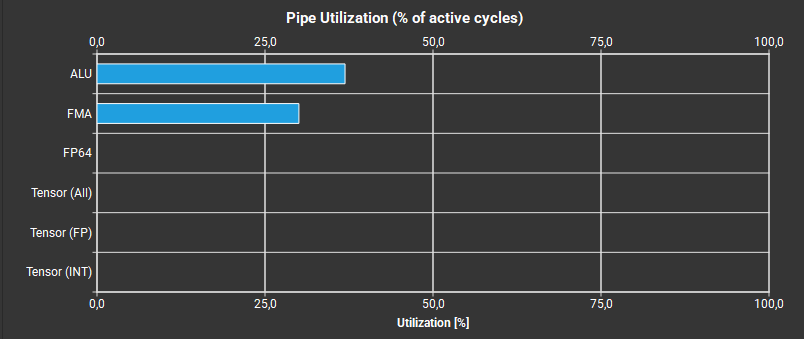 Pipe Utilization (% of active cycles)
0,0 25,0 50,0 75,0 100,0
ALU
FMA
FP64
Tensor (All)
Tensor (FP)
Tensor (INT)
0,0 25,0 50,0 75,0 100,0
Utilization [%]